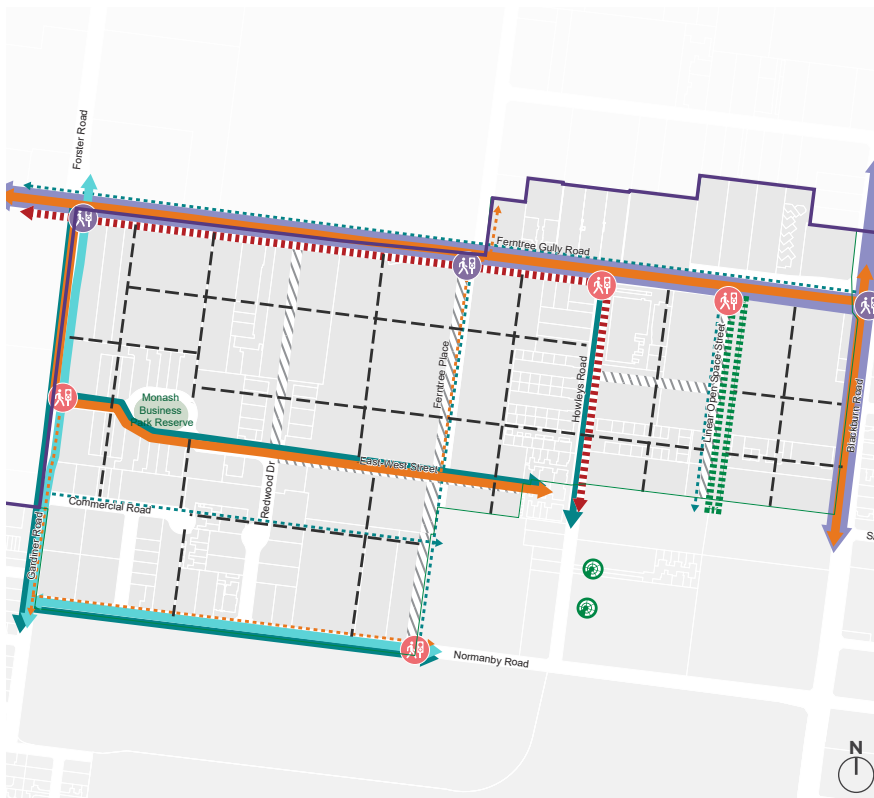 Forster Road
Ferntree Gully Road
Ferntree Place
Howleys Road
Linear Open Space Street
Blackburn Road
Monash
Business
Park Reserve
East-West Street
Redwood Dr
Commercial Road
Gardiner Road
Normanby Road
N